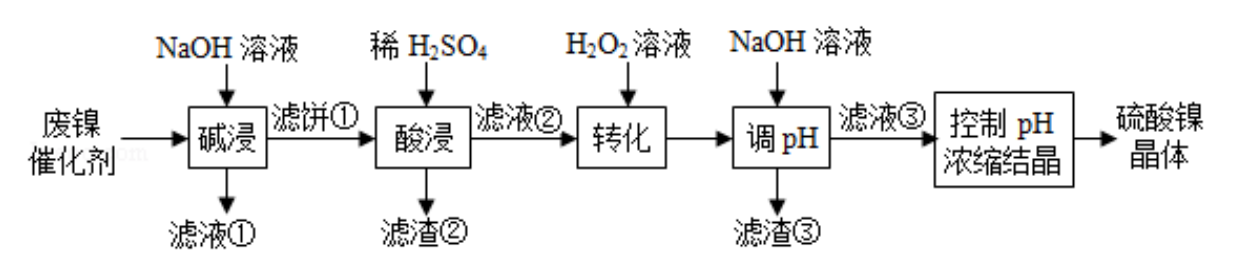 NaOH 溶液
稀 H₂SO₄
H₂O₂ 溶液
NaOH 溶液
废镍
催化剂
碱浸
滤饼①
酸浸
滤液②
转化
调 pH
滤液③
控制 pH
浓缩结晶
硫酸镍
晶体
滤液①
滤渣②
滤渣③